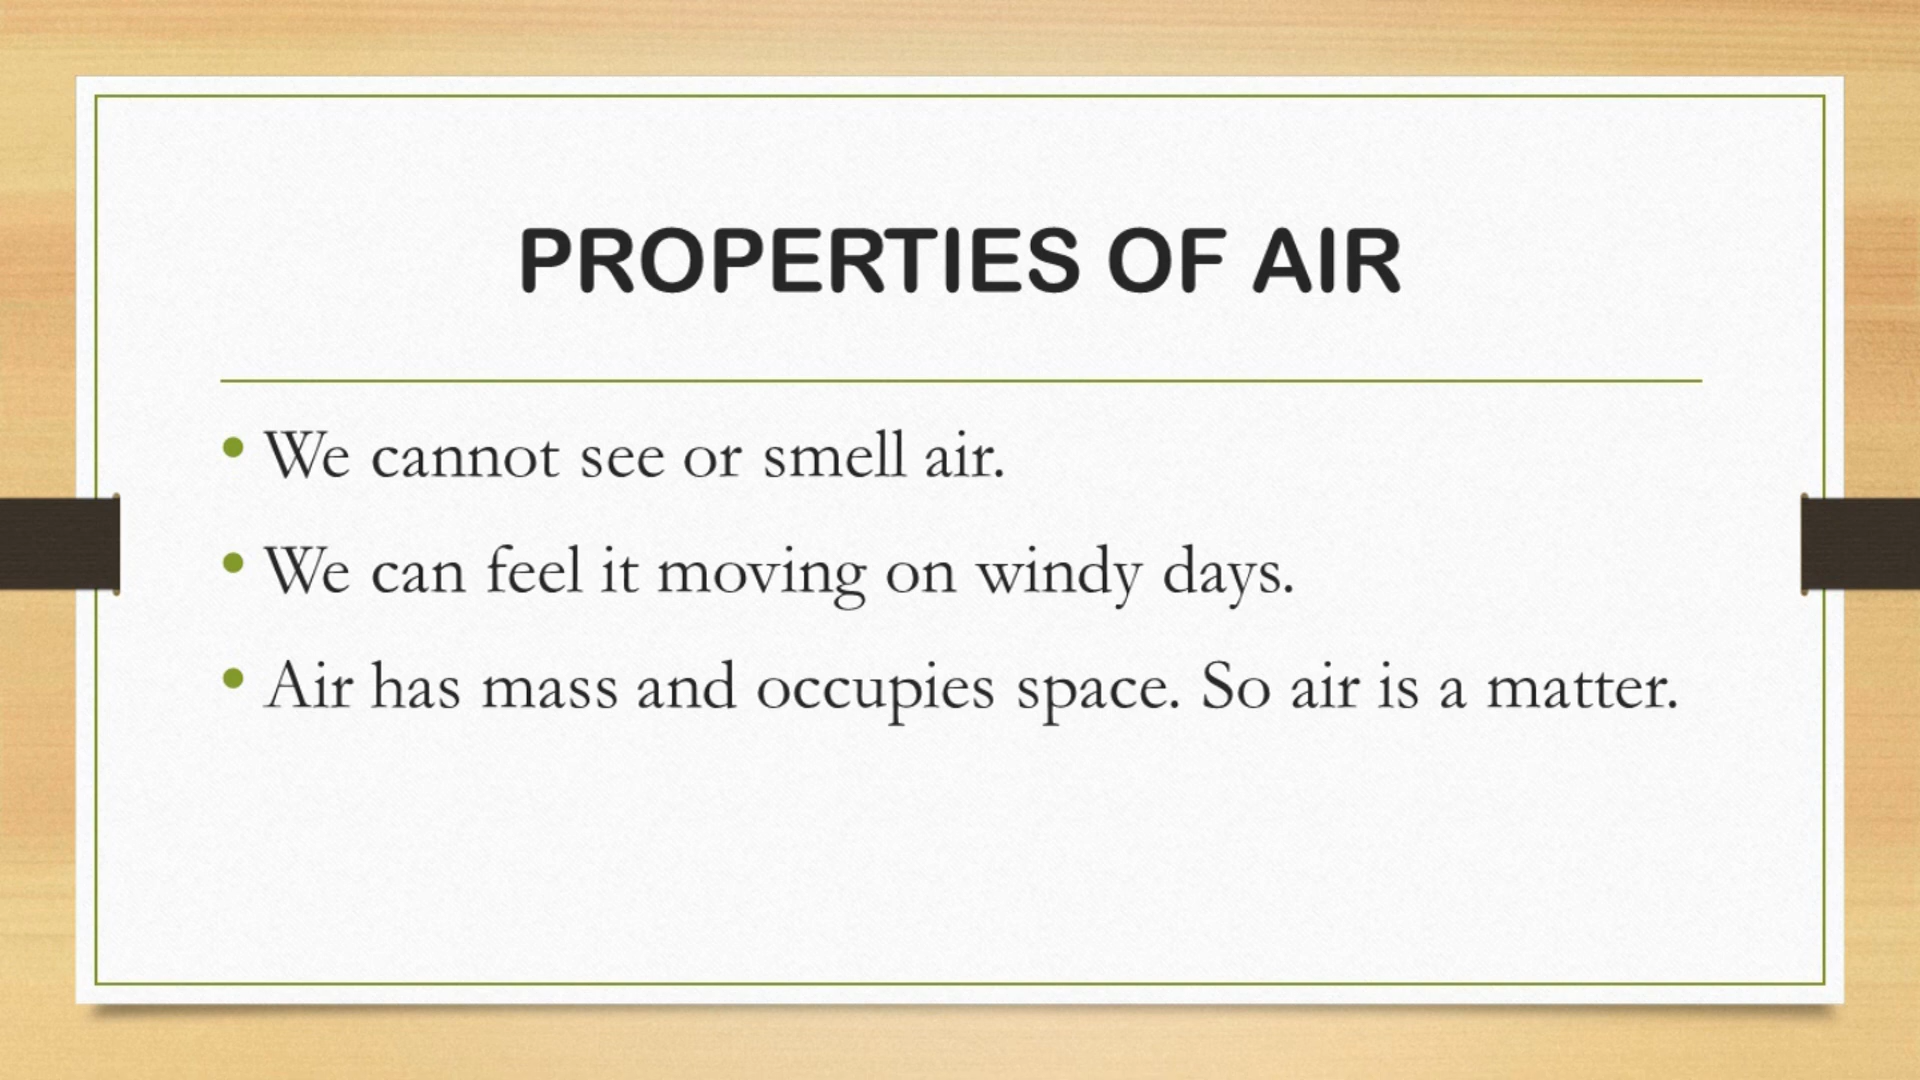 PROPERTIES OF AIR
• We cannot see or smell air.
• We can feel it moving on windy days.
• Air has mass and occupies space. So air is a matter.